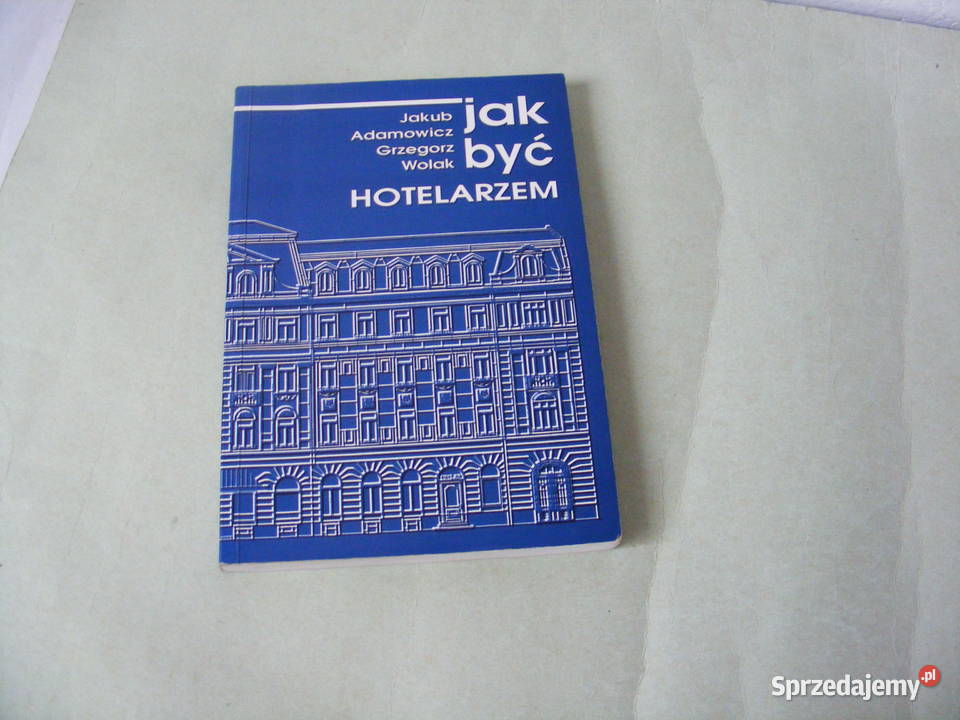 Jakub
Adamowicz
Grzegorz
Wolak
jak
być
HOTELARZEM
Sprzedajemy.pl